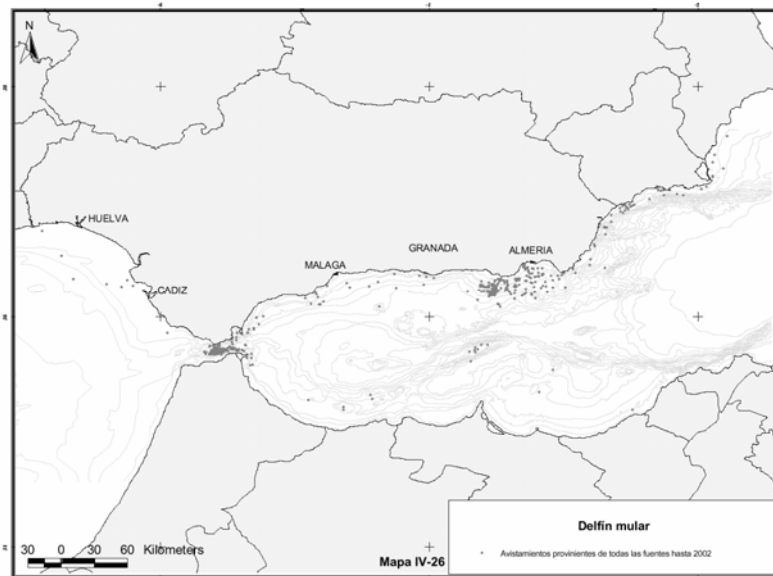 N
HUELVA
CADIZ
MALAGA
GRANADA
ALMERIA
30 0 30 60 Kilometers
Mapa IV-26
Delfín mular
Avistamientos provinientes de todas las fuentes hasta 2002